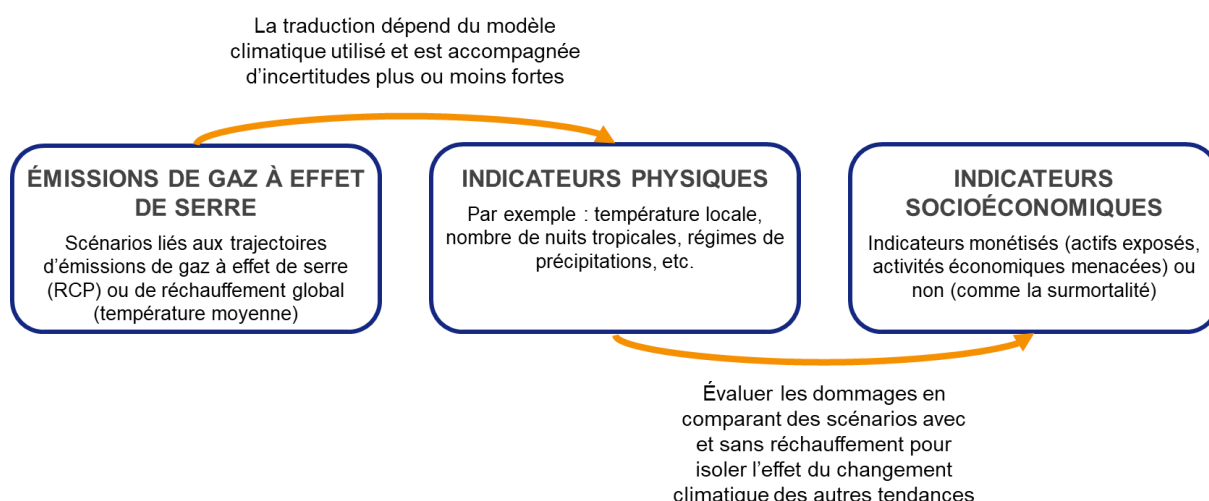 La traduction dépend du modèle
climatique utilisé et est accompagnée
d’incertitudes plus ou moins fortes
ÉMISSIONS DE GAZ À EFFET
DE SERRE
Scénarios liés aux trajectoires
d’émissions de gaz à effet de serre
(RCP) ou de réchauffement global
(température moyenne)
INDICATEURS PHYSIQUES
Par exemple : température locale,
nombre de nuits tropicales, régimes de
précipitations, etc.
INDICATEURS
SOCIOÉCONOMIQUES
Indicateurs monétisés (actifs exposés,
activités économiques menacées) ou
non (comme la surmortalité)
Évaluer les dommages en
comparant des scénarios avec
et sans réchauffement pour
isoler l’effet du changement
climatique des autres tendances